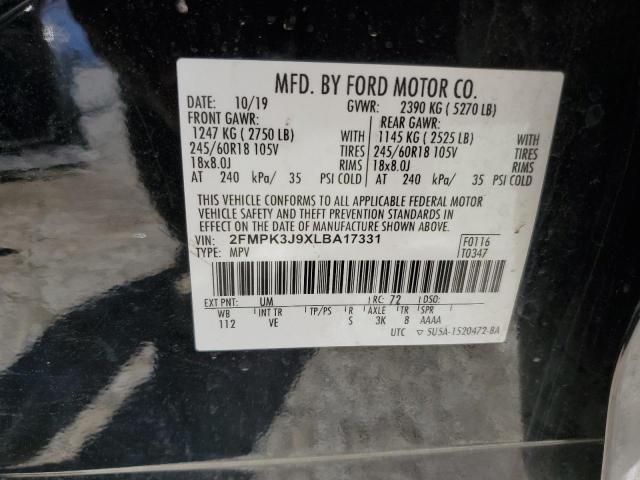 MFD. BY FORD MOTOR CO.
DATE: 10/19 GVWR: 2390 KG ( 5270 LB)
FRONT GAWR: REAR GAWR:
1247 KG ( 2750 LB) WITH 1145 KG ( 2525 LB) WITH
245/60R18 105V TIRES 245/60R18 105V TIRES
18x8.0J RIMS 18x8.0J RIMS
AT 240 kPa/ 35 PSI COLD AT 240 kPa/ 35 PSI COLD
THIS VEHICLE CONFORMS TO ALL APPLICABLE FEDERAL MOTOR
VEHICLE SAFETY AND THEFT PREVENTION STANDARDS IN
EFFECT ON THE DATE OF MANUFACTURE SHOWN ABOVE.
VIN: 2FMPK3J9XLBA17331 F0116
TYPE: MPV T0347
EXT PNT: UM RC: 72 DSO:
WB INT TR TP/PS R AXLE TR SPR
112 VE S 3K 8 AAAA
UTC ▽ 5U5A-1520472-BA